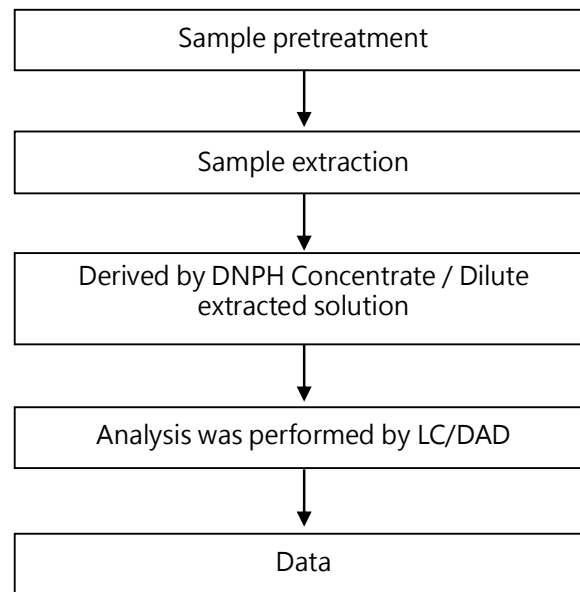 Sample pretreatment
Sample extraction
Derived by DNPH Concentrate / Dilute
extracted solution
Analysis was performed by LC/DAD
Data